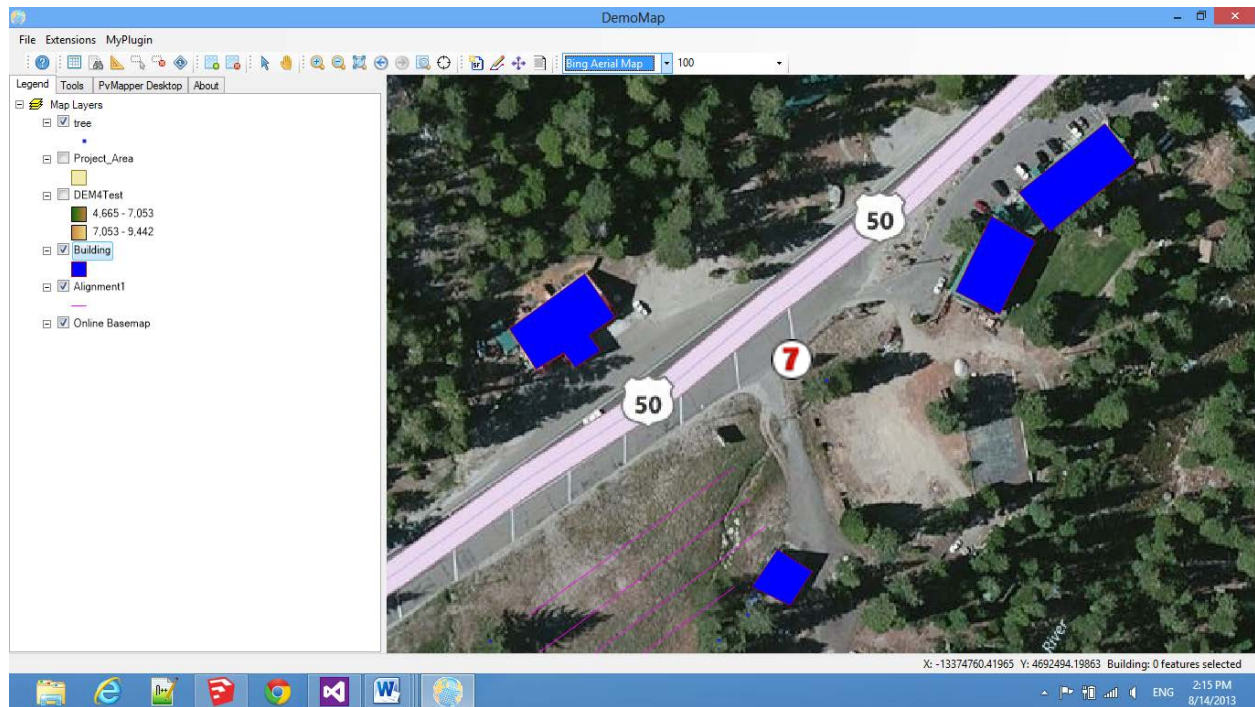 DemoMap
File Extensions MyPlugin
Bing Aerial Map 100
Legend Tools PvMapper Desktop About
Map Layers
tree
Project_Area
DEM4Test
4,665 - 7,053
7,053 - 9,442
Building
Alignment1
Online Basemap
50
7
50
River
X: -13374760.41965 Y: 4692494.19863 Building: 0 features selected
ENG 2:15 PM
8/14/2013